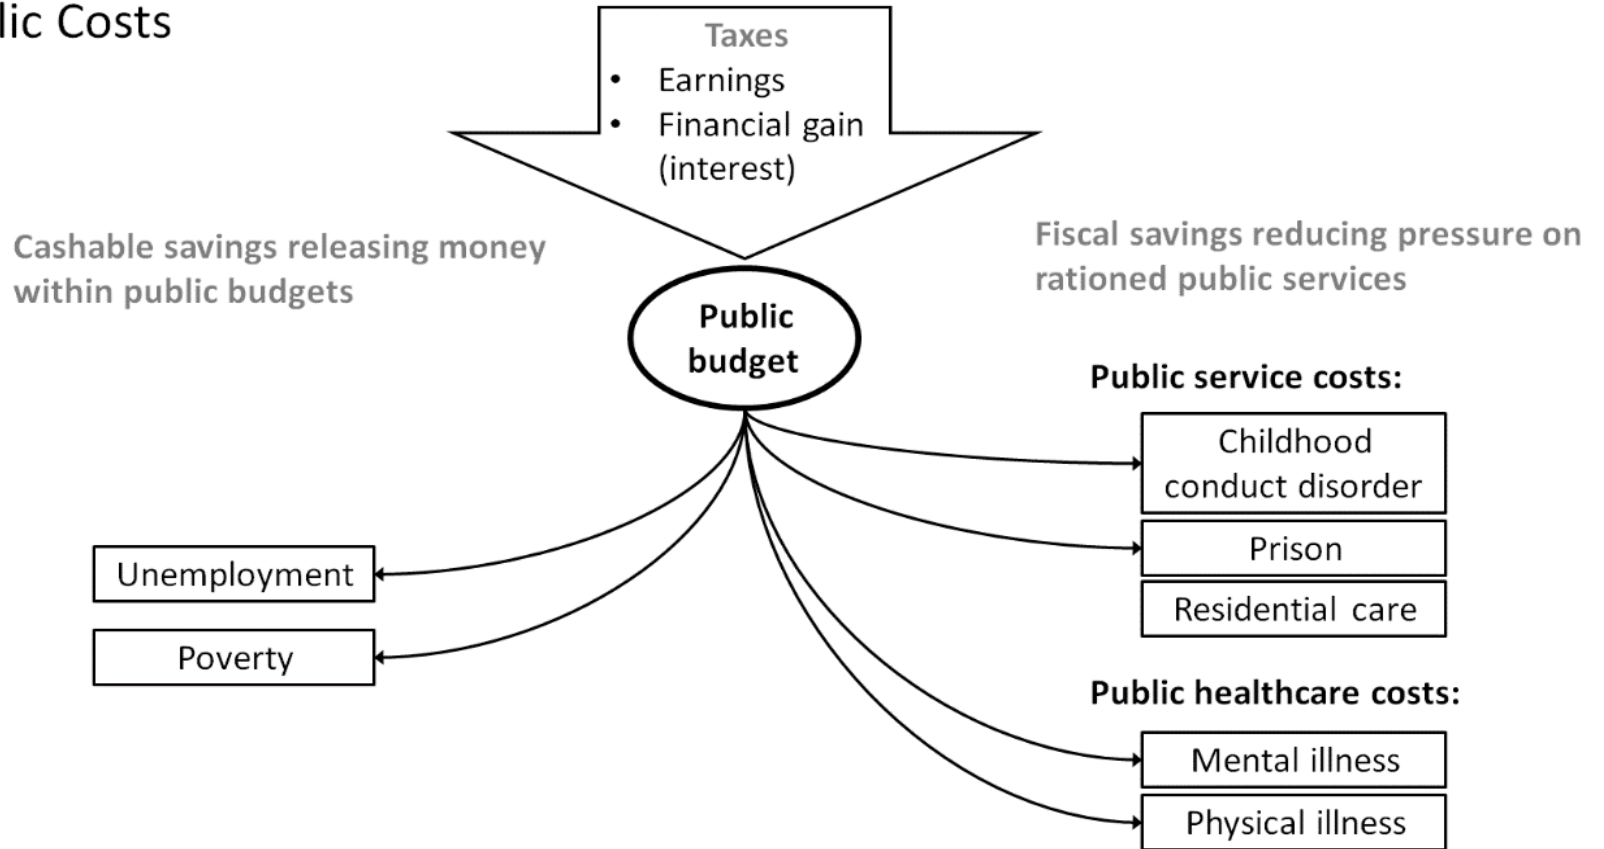 lic Costs
Taxes
• Earnings
• Financial gain
(interest)
Cashable savings releasing money
within public budgets
Fiscal savings reducing pressure on
rationed public services
Public
budget
Public service costs:
Childhood
conduct disorder
Prison
Residential care
Unemployment
Poverty
Public healthcare costs:
Mental illness
Physical illness